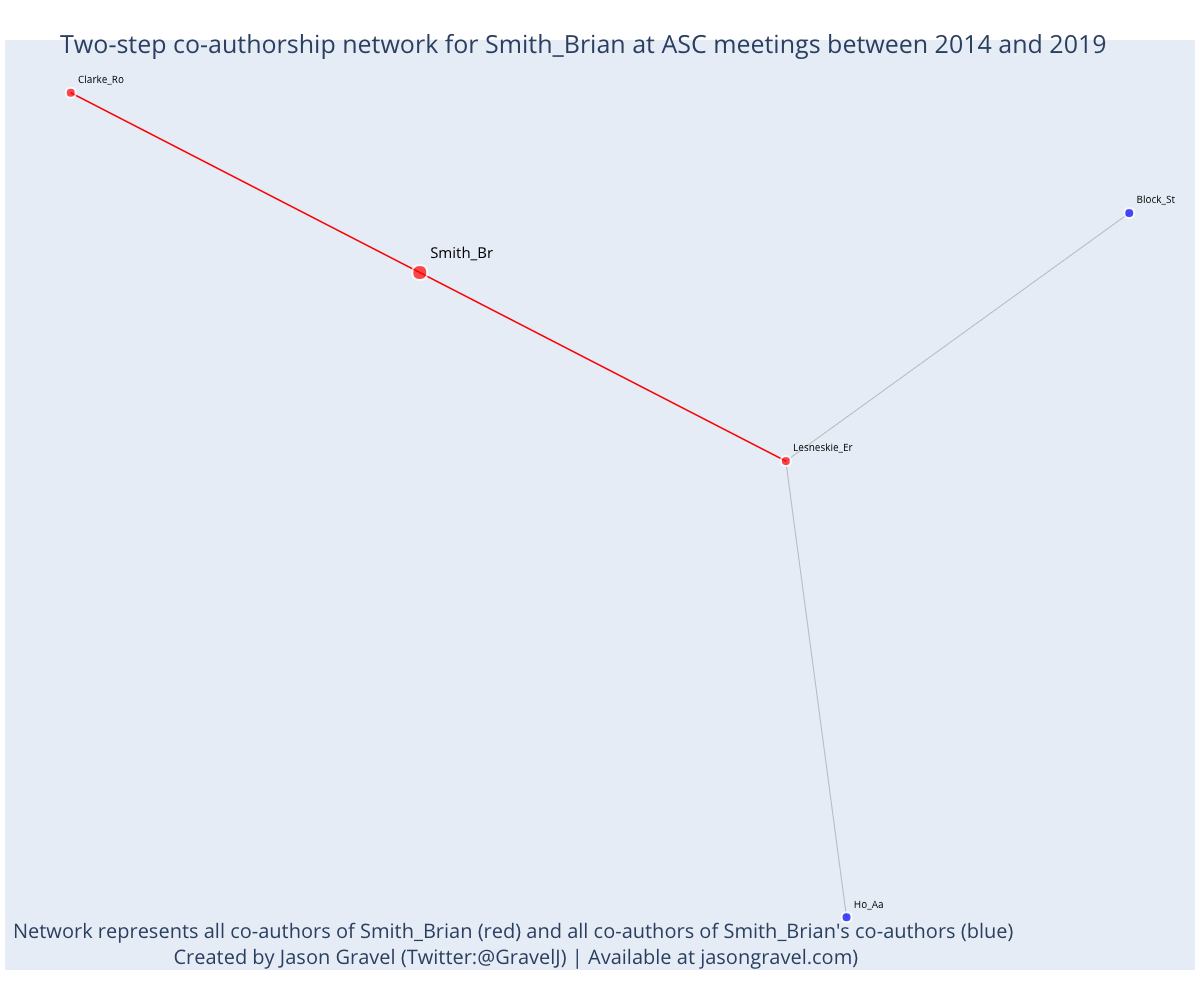 Two-step co-authorship network for Smith_Brian at ASC meetings between 2014 and 2019
Clarke_Ro
Block_St
Smith_Br
Lesneskie_Er
Ho_Aa
Network represents all co-authors of Smith_Brian (red) and all co-authors of Smith_Brian's co-authors (blue)
Created by Jason Gravel (Twitter:@GravelJ) | Available at jasongravel.com)